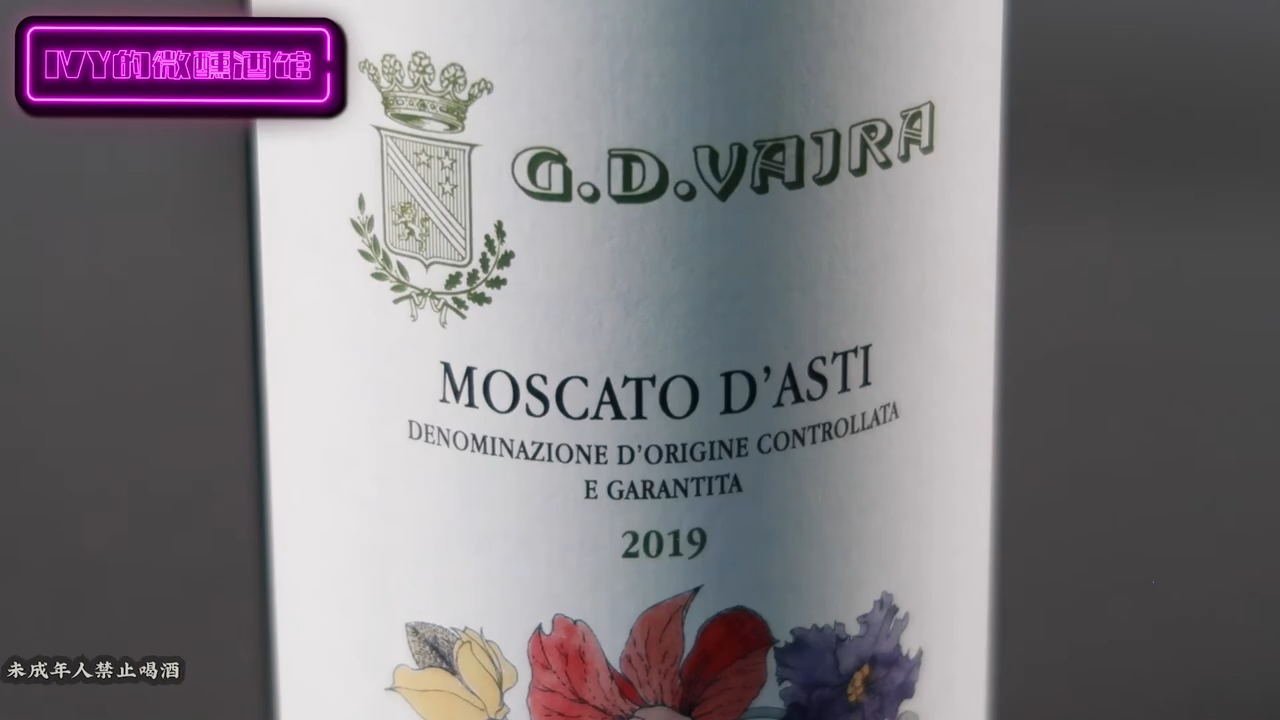 IVY的微醺酒馆
G.D.VAJRA
MOSCATO D'ASTI
DENOMINAZIONE D'ORIGINE CONTROLLATA
E GARANTITA
2019
未成年人禁止喝酒